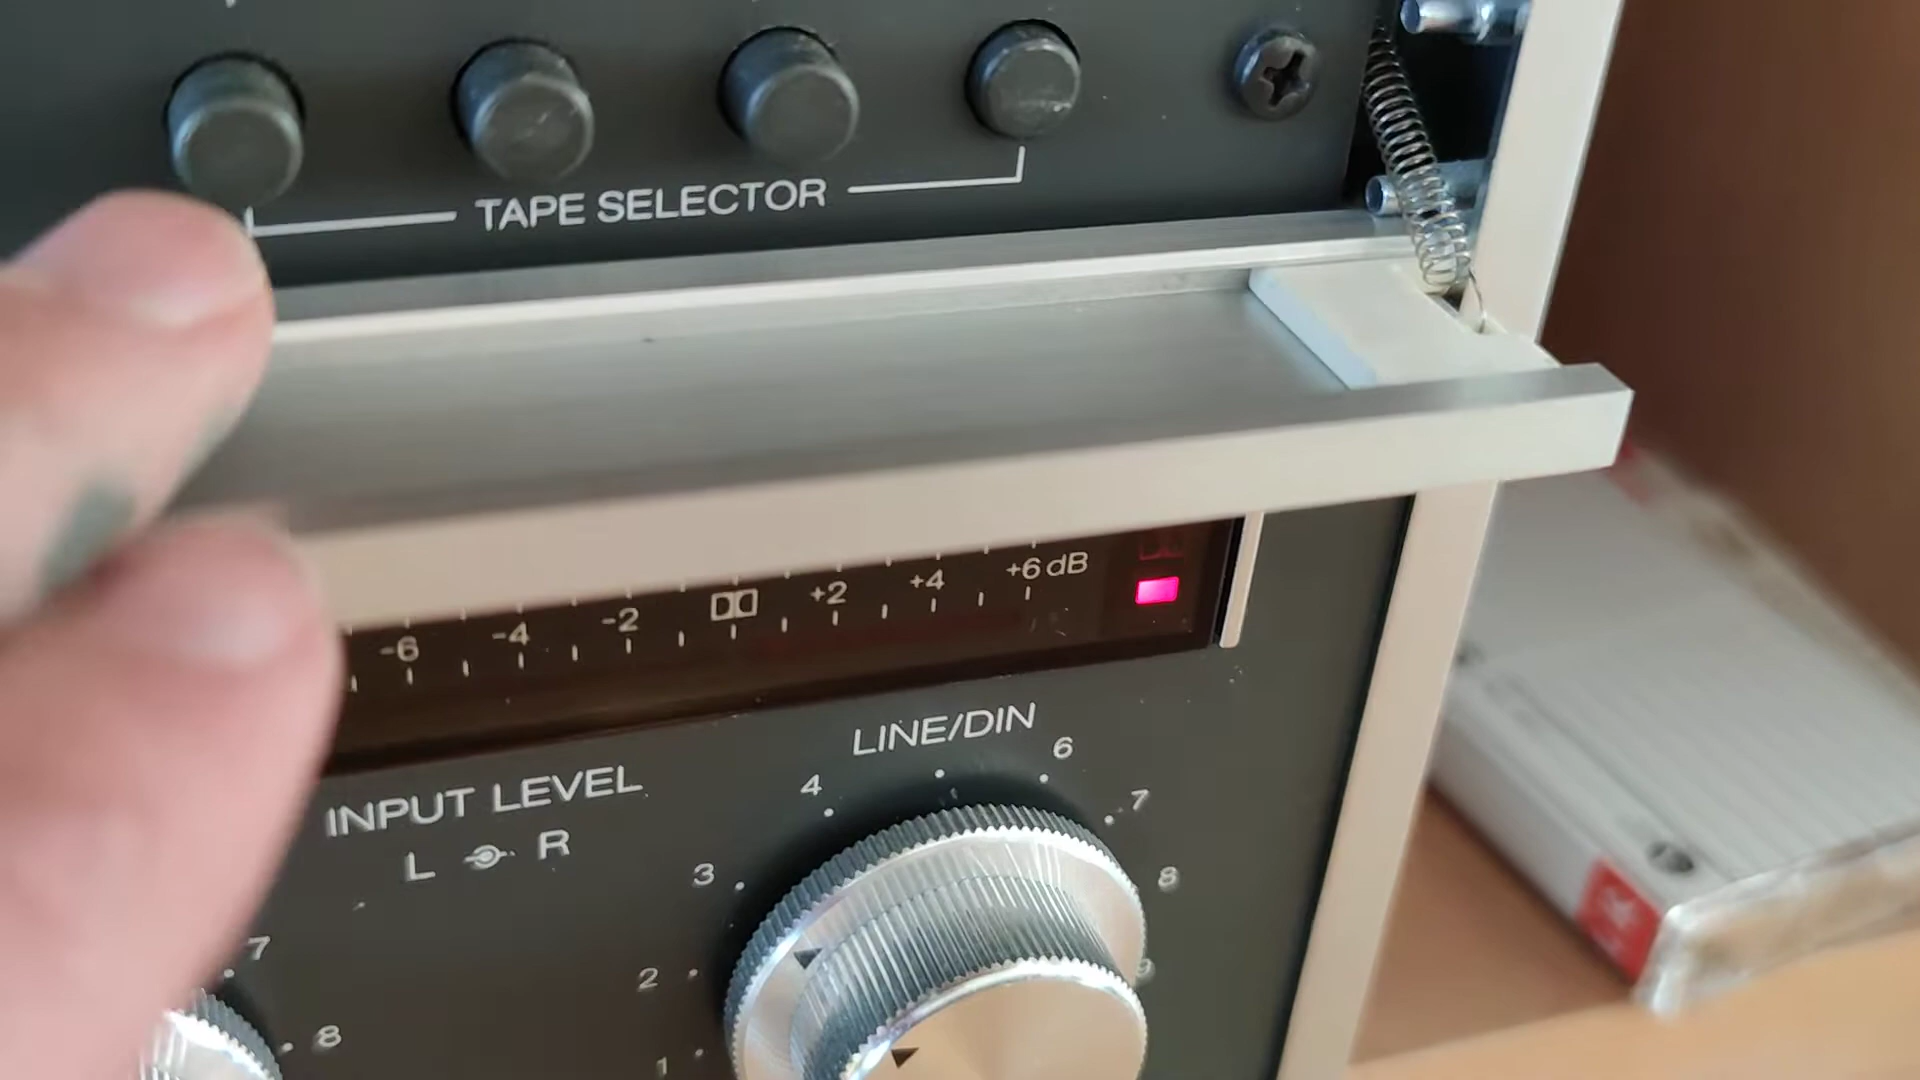 TAPE SELECTOR
-6 -4 -2 +2 +4 +6 dB
LINE/DIN
INPUT LEVEL
L R
4 6
3 7
2 8
1 9
7
8